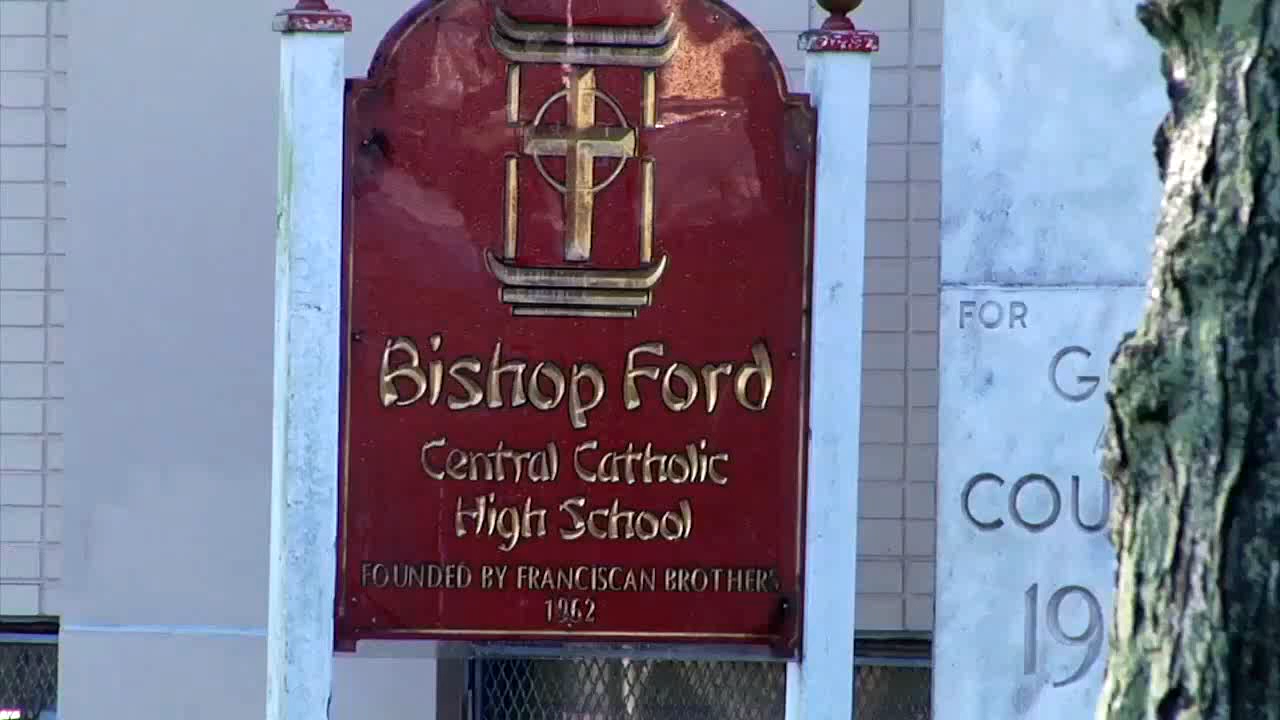 Bishop Ford
Central Catholic
High School
FOUNDED BY FRANCISCAN BROTHERS
1962
FOR
G
COU
19